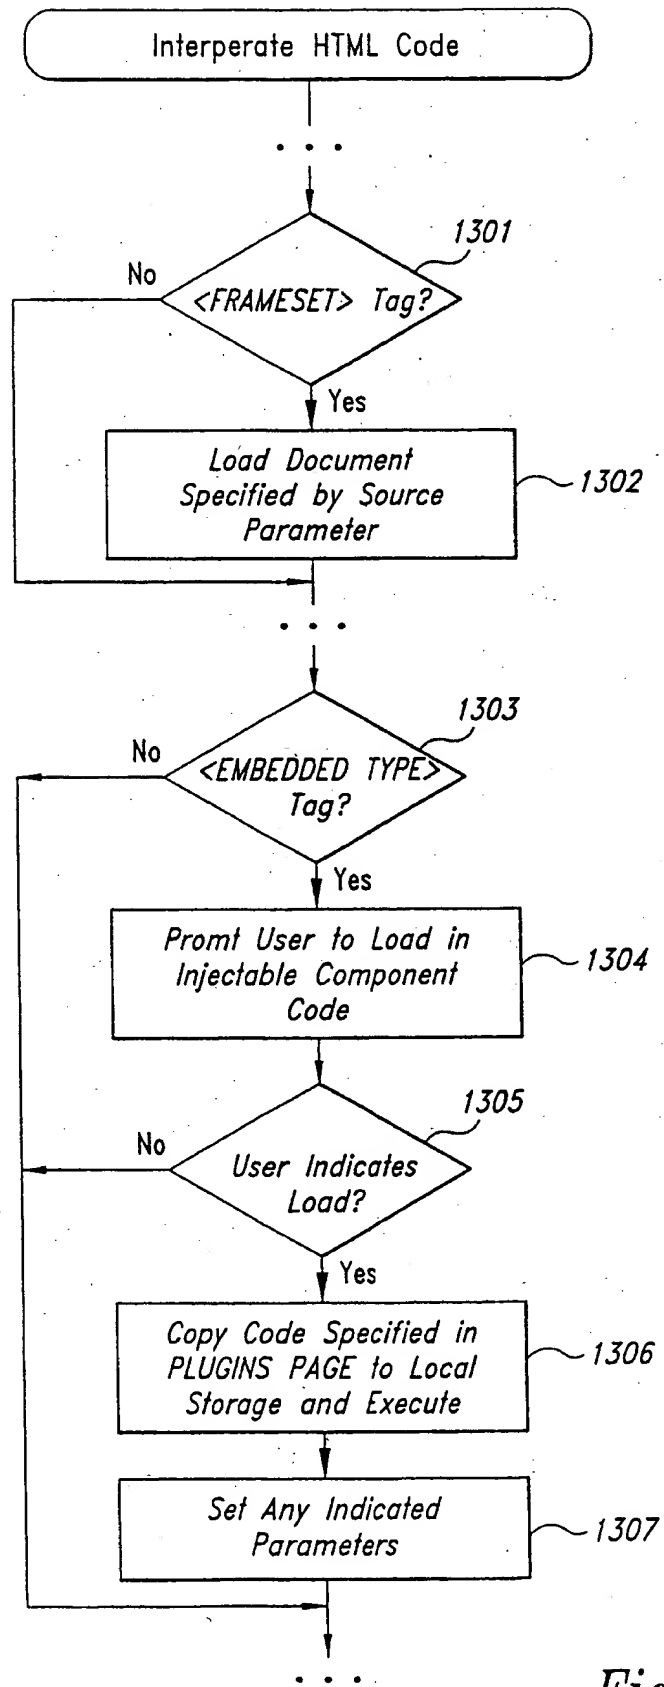 Interperate HTML Code
• • •
1301
No
<FRAMESET> Tag?
Yes
Load Document
Specified by Source
Parameter
1302
• • •
1303
No
<EMBEDDED TYPE>
Tag?
Yes
Promt User to Load in
Injectable Component
Code
1304
1305
No
User Indicates
Load?
Yes
Copy Code Specified in
PLUGINS PAGE to Local
Storage and Execute
1306
Set Any Indicated
Parameters
1307
• • •